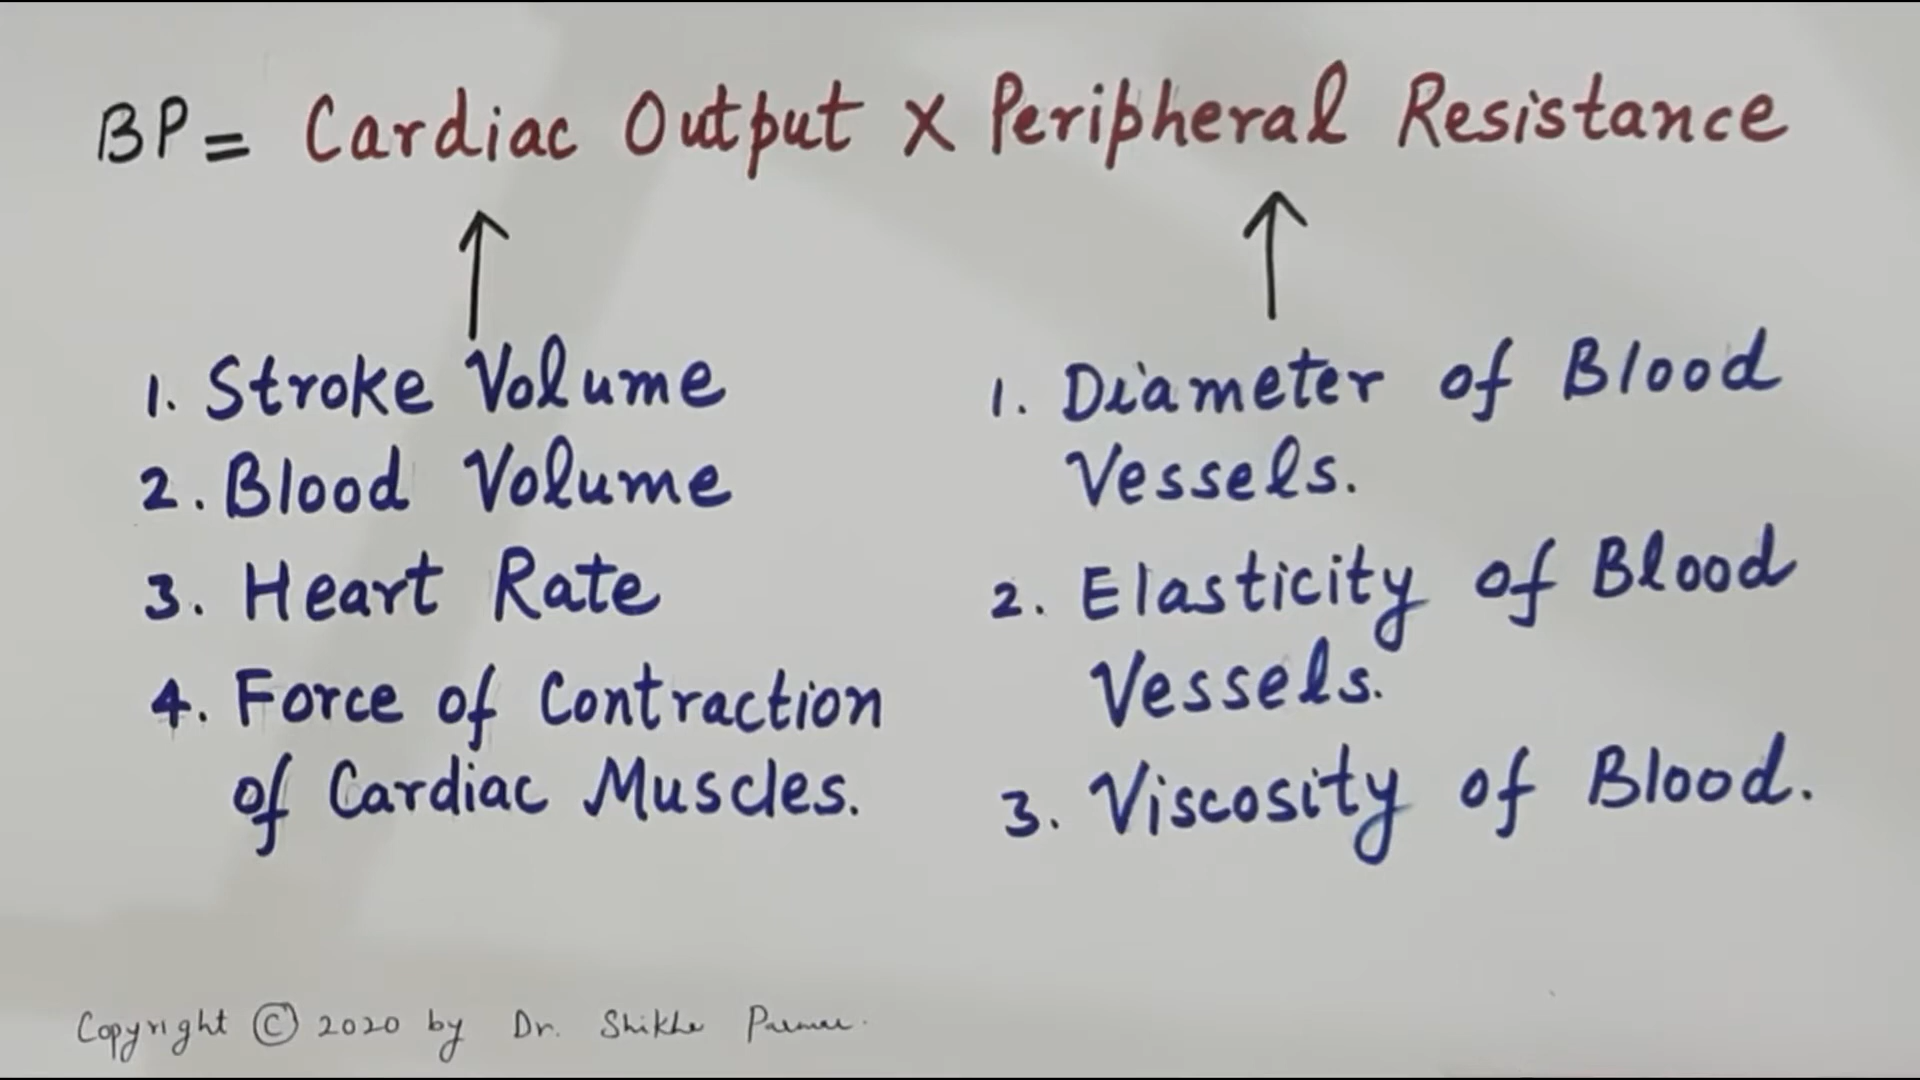 BP = Cardiac Output X Peripheral Resistance
1. Stroke Volume
2. Blood Volume
3. Heart Rate
4. Force of Contraction
of Cardiac Muscles.
1. Diameter of Blood
Vessels.
2. Elasticity of Blood
Vessels.
3. Viscosity of Blood.
Copyright © 2020 by Dr. Shikha Parmar.